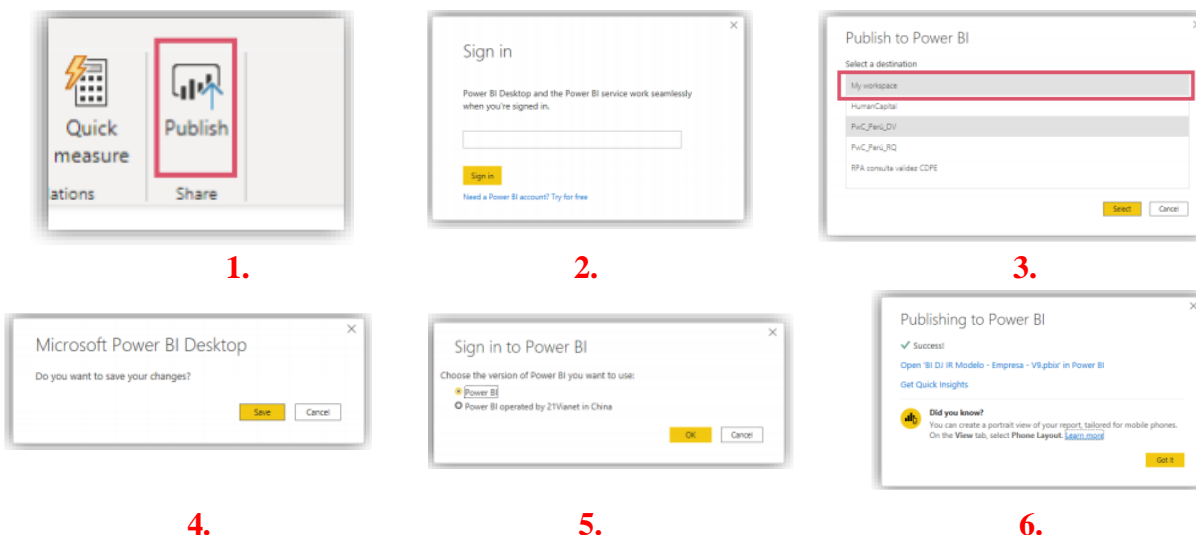 Quick
measure
Publish
ations
Share
1.
Sign in
Power BI Desktop and the Power BI service work seamlessly
when you're signed in.
Sign in
Need a Power BI account? Try for free
2.
Publish to Power BI
Select a destination
My workspace
HumanCapital
PwC_Perú_DV
PwC_Perú_RQ
RPA consulta validez CDPE
Select
Cancel
3.
Microsoft Power BI Desktop
Do you want to save your changes?
Save
Cancel
4.
Sign in to Power BI
Choose the version of Power BI you want to use:
Power BI
Power BI operated by 21Vianet in China
OK
Cancel
5.
Publishing to Power BI
Success!
Open 'BI DJ IR Modelo - Empresa - V9.pbix' in Power BI
Get Quick Insights
Did you know?
You can create a portrait view of your report, tailored for mobile phones.
On the View tab, select Phone Layout. Learn more
Got it
6.